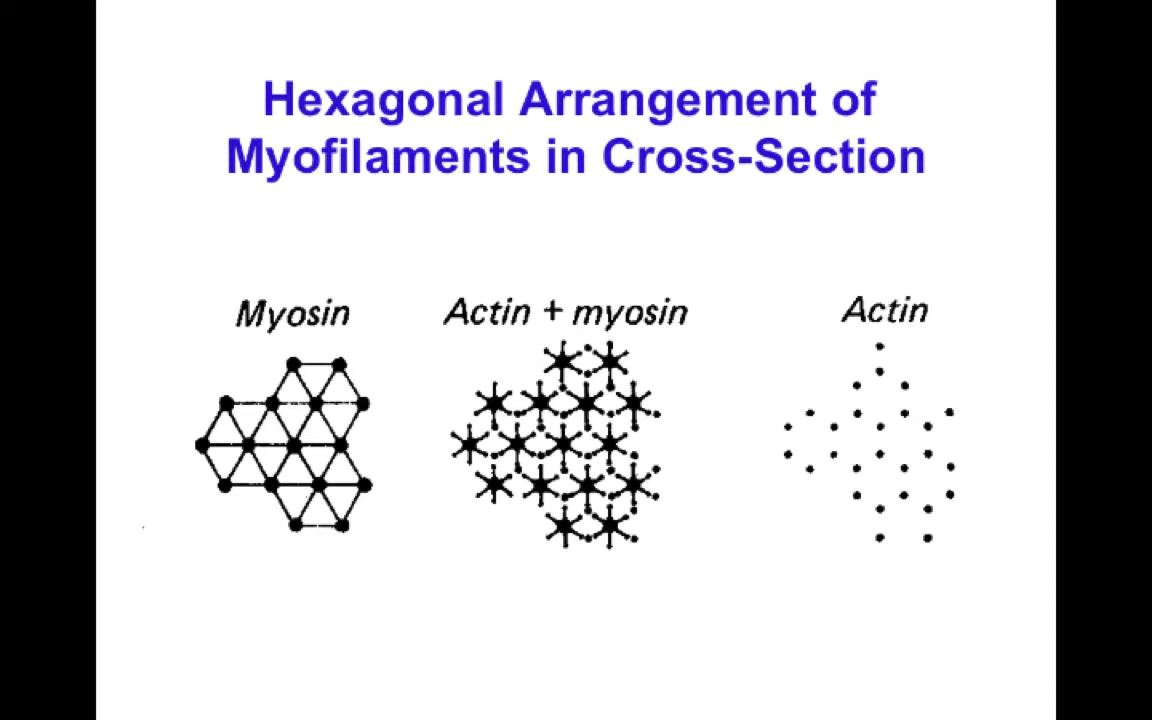 Hexagonal Arrangement of
Myofilaments in Cross-Section
Myosin
Actin + myosin
Actin